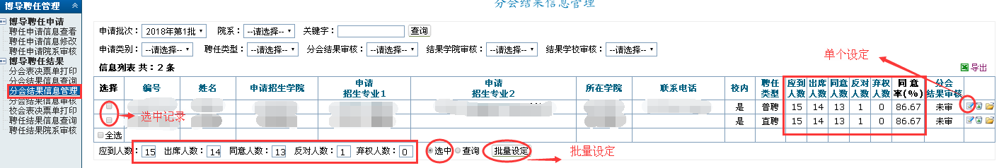 博导聘任管理
博导聘任申请
聘任申请信息查看
聘任申请信息修改
聘任申请院系审核
博导聘任结果
分会表决票单打印
分会结果信息查询
分会结果信息管理
分会结果信息审核
校会表决票单打印
聘任结果信息查询
聘任结果院系审核
分会结果信息管理
申请批次： 2018年第1批 院系： --请选择-- 关键字： 查询
申请类别： --请选择-- 聘任类型： --请选择-- 分会结果审核： --请选择-- 结果学院审核： --请选择-- 结果学校审核： --请选择--
单个设定
信息列表 共：2 条 导出
选择 编号 姓名 申请招生学院 申请招生专业1 申请招生专业2 所在学院 联系电话 校内 聘任类型 应到人数 出席人数 同意人数 反对人数 弃权人数 同意率(%) 分会结果审核
是 普聘 15 14 13 1 0 86.67 未审
选中记录
是 直聘 15 14 13 1 0 86.67 未审
全选
应到人数： 15 出席人数： 14 同意人数： 13 反对人数： 1 弃权人数： 0 选中 查询 批量设定 批量设定